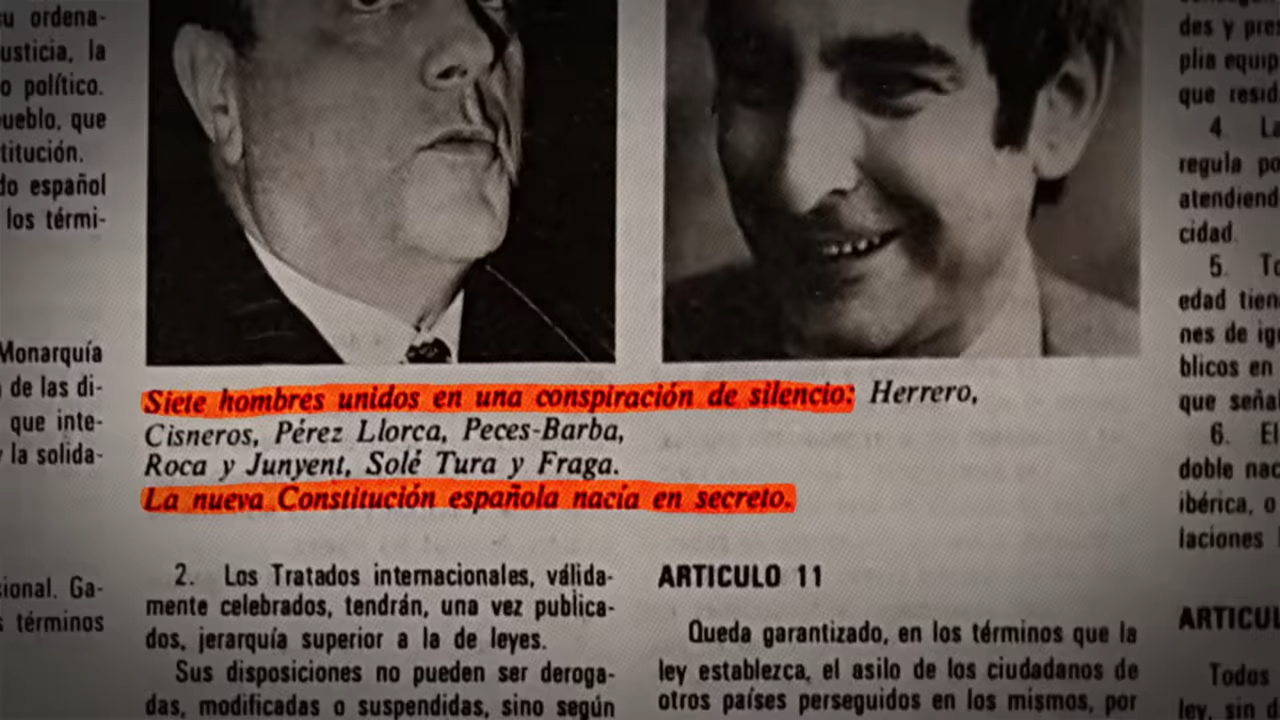 su ordena-
usticia, la
o político.
pueblo, que
titución.
do español
los térmi-
Monarquía
de las di-
que inte-
y la solida-
ional. Ga-
s términos
Siete hombres unidos en una conspiración de silencio: Herrero,
Cisneros, Pérez Llorca, Peces-Barba,
Roca y Junyent, Solé Tura y Fraga.
La nueva Constitución española nacía en secreto.
2. Los Tratados internacionales, válida-
mente celebrados, tendrán, una vez publica-
dos, jerarquía superior a la de leyes.
Sus disposiciones no pueden ser deroga-
das, modificadas o suspendidas, sino según
ARTICULO 11
Queda garantizado, en los términos que la
ley establezca, el asilo de los ciudadanos de
otros países perseguidos en los mismos, por
des y pre
plia equip
que resid
4. La
regula po
atendiend
cidad.
5. To
edad tien
nes de ig
blicos en
que señal
6. El
doble nac
ibérica, o
laciones
ARTICUL
Todos
ley, sin d